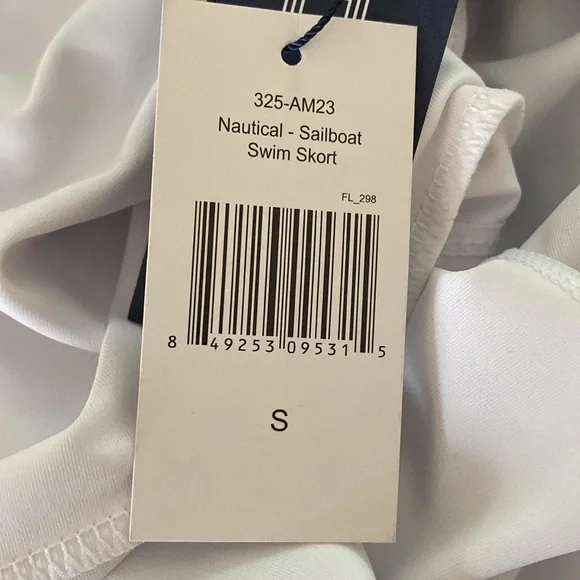 325-AM23
Nautical - Sailboat
Swim Skort
FL_298
8 49253 09531 5
S